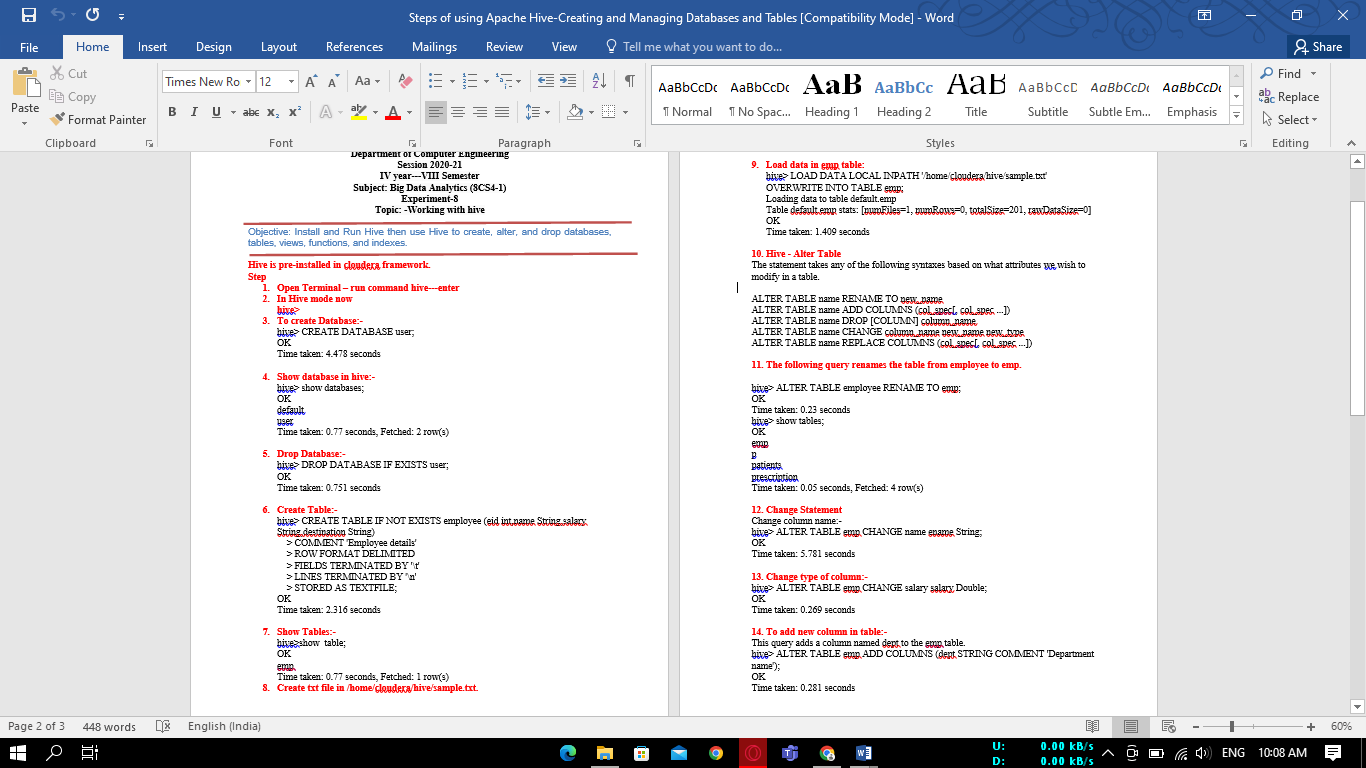 Steps of using Apache Hive-Creating and Managing Databases and Tables [Compatibility Mode] - Word
File Home Insert Design Layout References Mailings Review View Tell me what you want to do... Share
Paste
Cut
Copy
Format Painter
Clipboard
Times New Ro 12
Font
Paragraph
AaBbCcDc AaBbCcDc AaB AaBbCc AaB AaBbCcD AaBbCcDc AaBbCcDc
¶ Normal ¶ No Spac... Heading 1 Heading 2 Title Subtitle Subtle Em... Emphasis
Styles
Find
Replace
Select
Editing
Department of Computer Engineering
Session 2020-21
IV year---VIII Semester
Subject: Big Data Analytics (8CS4-1)
Experiment-8
Topic: -Working with hive
Objective: Install and Run Hive then use Hive to create, alter, and drop databases,
tables, views, functions, and indexes.
Hive is pre-installed in cloudera framework.
Step
1. Open Terminal – run command hive---enter
2. In Hive mode now
hive>
3. To create Database:-
hive> CREATE DATABASE user;
OK
Time taken: 4.478 seconds
4. Show database in hive:-
hive> show databases;
OK
default
user
Time taken: 0.77 seconds, Fetched: 2 row(s)
5. Drop Database:-
hive> DROP DATABASE IF EXISTS user;
OK
Time taken: 0.751 seconds
6. Create Table:-
hive> CREATE TABLE IF NOT EXISTS employee (eid int,name String,salary
String,destination String)
> COMMENT 'Employee details'
> ROW FORMAT DELIMITED
> FIELDS TERMINATED BY '\t'
> LINES TERMINATED BY '\n'
> STORED AS TEXTFILE;
OK
Time taken: 2.316 seconds
7. Show Tables:-
hive>show table;
OK
emp
Time taken: 0.77 seconds, Fetched: 1 row(s)
8. Create txt file in /home/cloudera/hive/sample.txt.
9. Load data in emp table:
hive> LOAD DATA LOCAL INPATH '/home/cloudera/hive/sample.txt'
OVERWRITE INTO TABLE emp;
Loading data to table default.emp
Table default.emp stats: [numFiles=1, numRows=0, totalSize=201, rawDataSize=0]
OK
Time taken: 1.409 seconds
10. Hive - Alter Table
The statement takes any of the following syntaxes based on what attributes we wish to
modify in a table.
ALTER TABLE name RENAME TO new_name
ALTER TABLE name ADD COLUMNS (col_spec[, col_spec ...])
ALTER TABLE name DROP [COLUMN] column_name
ALTER TABLE name CHANGE column_name new_name new_type
ALTER TABLE name REPLACE COLUMNS (col_spec[, col_spec ...])
11. The following query renames the table from employee to emp.
hive> ALTER TABLE employee RENAME TO emp;
OK
Time taken: 0.23 seconds
hive> show tables;
OK
emp
p
patients
prescription
Time taken: 0.05 seconds, Fetched: 4 row(s)
12. Change Statement
Change column name:-
hive> ALTER TABLE emp CHANGE name ename String;
OK
Time taken: 5.781 seconds
13. Change type of column:-
hive> ALTER TABLE emp CHANGE salary salary Double;
OK
Time taken: 0.269 seconds
14. To add new column in table:-
This query adds a column named dept to the emp table.
hive> ALTER TABLE emp ADD COLUMNS (dept STRING COMMENT 'Department
name');
OK
Time taken: 0.281 seconds
Page 2 of 3 448 words English (India) 60%
U: 0.00 kB/s
D: 0.00 kB/s
ENG 10:08 AM